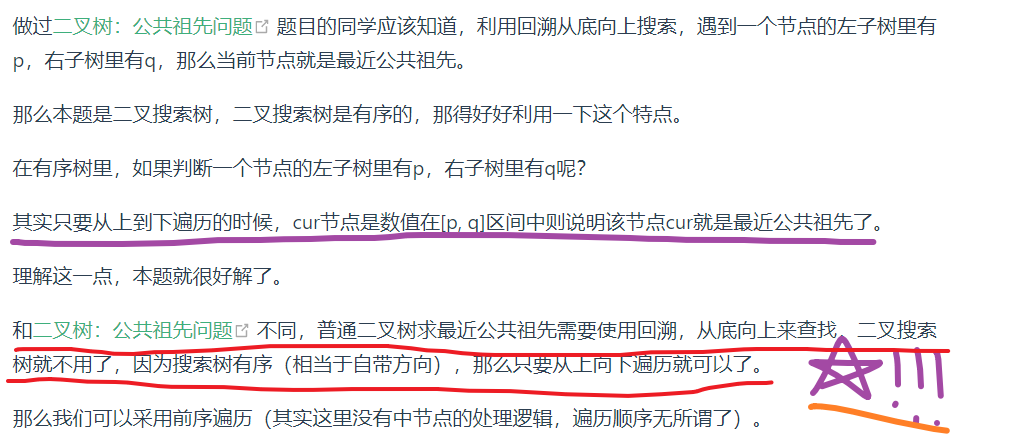 做过二叉树：公共祖先问题 题目的同学应该知道，利用回溯从底向上搜索，遇到一个节点的左子树里有
p，右子树里有q，那么当前节点就是最近公共祖先。
那么本题是二叉搜索树，二叉搜索树是有序的，那得好好利用一下这个特点。
在有序树里，如果判断一个节点的左子树里有p，右子树里有q呢？
其实只要从上到下遍历的时候，cur节点是数值在[p, q]区间中则说明该节点cur就是最近公共祖先了。
理解这一点，本题就很好解了。
和二叉树：公共祖先问题 不同，普通二叉树求最近公共祖先需要使用回溯，从底向上来查找，二叉搜索
树就不用了，因为搜索树有序（相当于自带方向），那么只要从上向下遍历就可以了。
!!!
那么我们可以采用前序遍历（其实这里没有中节点的处理逻辑，遍历顺序无所谓了）。